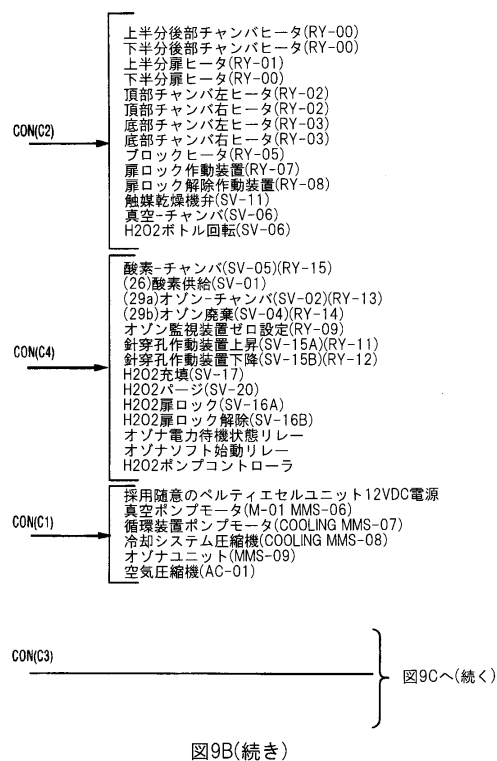 CON(C2)
上半分後部チャンバヒータ(RY-00)
下半分後部チャンバヒータ(RY-00)
上半分扉ヒータ(RY-01)
下半分扉ヒータ(RY-00)
頂部チャンバ左ヒータ(RY-02)
頂部チャンバ右ヒータ(RY-02)
底部チャンバ左ヒータ(RY-03)
底部チャンバ右ヒータ(RY-03)
ブロックヒータ(RY-05)
扉ロック作動装置(RY-07)
扉ロック解除作動装置(RY-08)
触媒乾燥機弁(SV-11)
真空-チャンバ(SV-06)
H2O2ボトル回転(SV-06)
CON(C4)
酸素-チャンバ(SV-05)(RY-15)
(26)酸素供給(SV-01)
(29a)オゾン-チャンバ(SV-02)(RY-13)
(29b)オゾン廃棄(SV-04)(RY-14)
オゾン監視装置ゼロ設定(RY-09)
針穿孔作動装置上昇(SV-15A)(RY-11)
針穿孔作動装置下降(SV-15B)(RY-12)
H2O2充填(SV-17)
H2O2パージ(SV-20)
H2O2扉ロック(SV-16A)
H2O2扉ロック解除(SV-16B)
オゾナ電力待機状態リレー
オゾナソフト始動リレー
H2O2ポンプコントローラ
CON(C1)
採用随意のペルティエセルユニット12VDC電源
真空ポンプモータ(M-01 MMS-06)
循環装置ポンプモータ(COOLING MMS-07)
冷却システム圧縮機(COOLING MMS-08)
オゾナユニット(MMS-09)
空気圧縮機(AC-01)
CON(C3)
図9Cへ(続く)
図9B(続き)